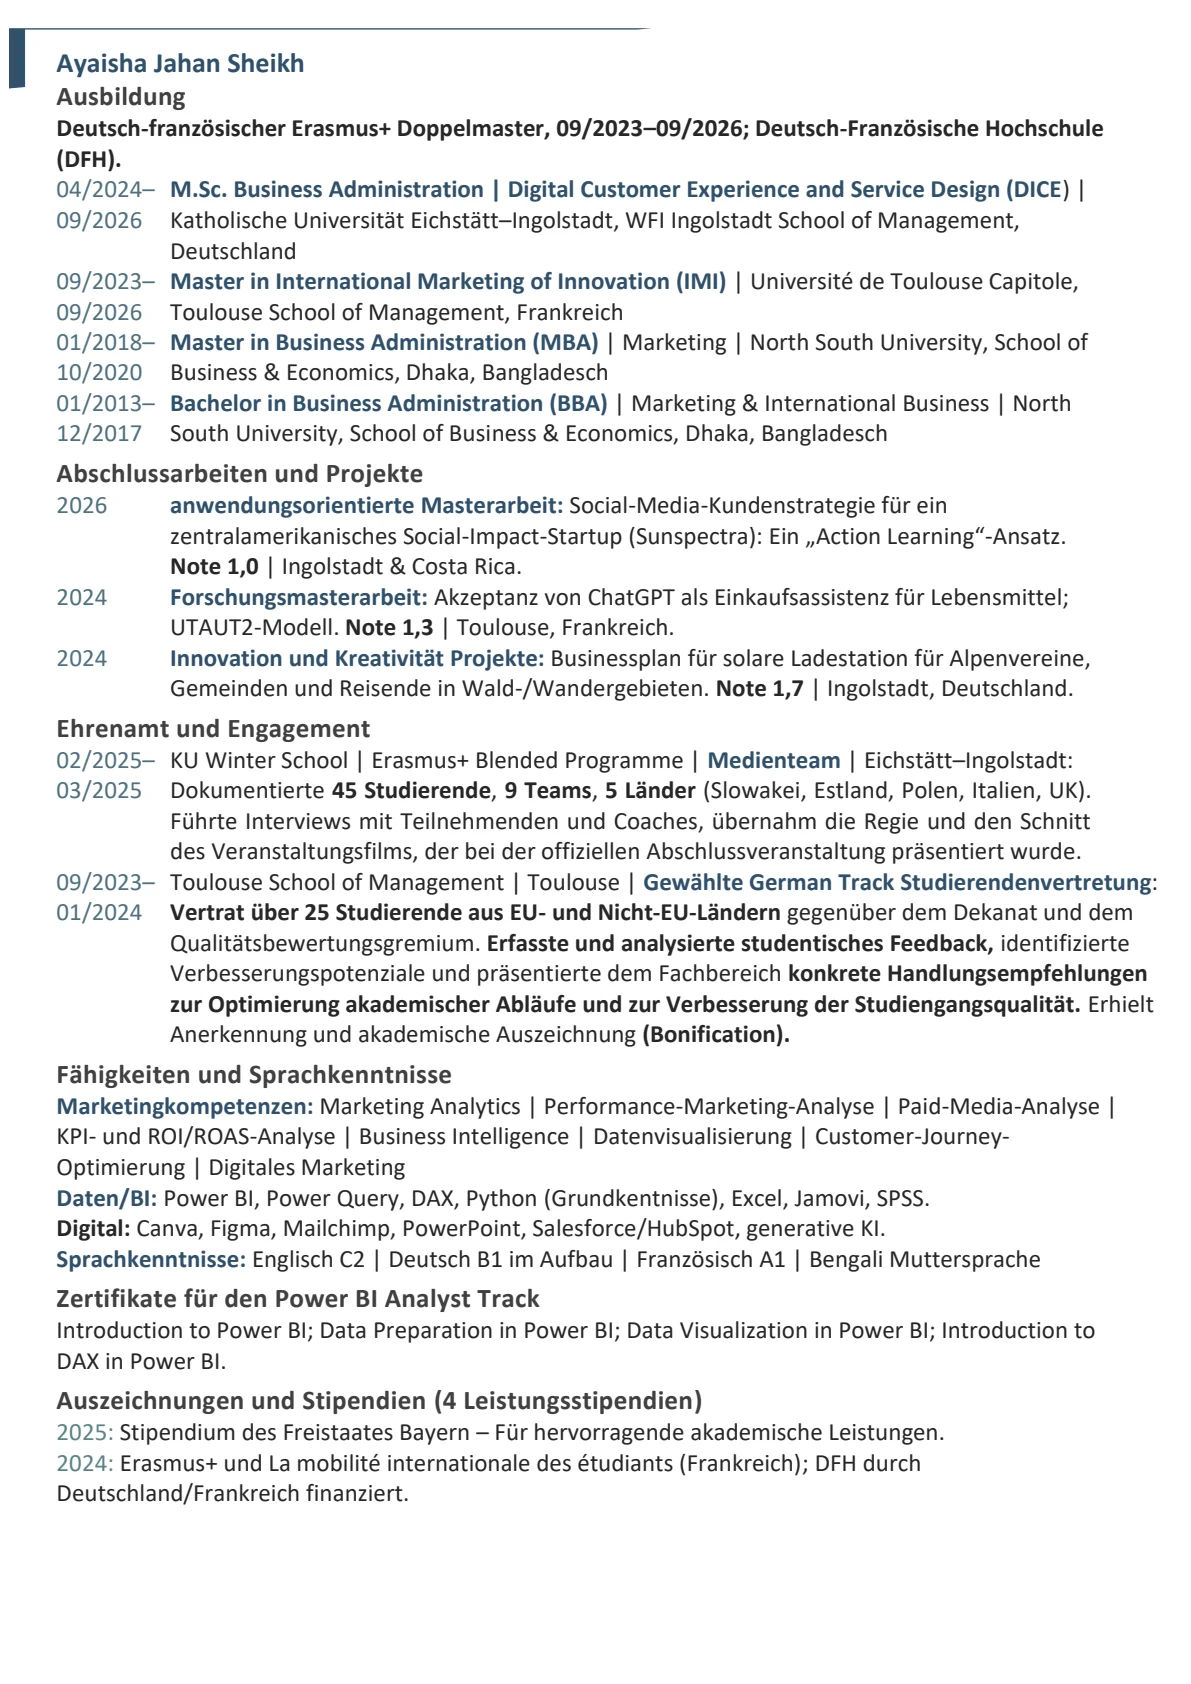 Ayaisha Jahan Sheikh
Ausbildung
Deutsch-französischer Erasmus+ Doppelmaster, 09/2023–09/2026; Deutsch-Französische Hochschule
(DFH).
04/2024– M.Sc. Business Administration | Digital Customer Experience and Service Design (DICE) |
09/2026 Katholische Universität Eichstätt–Ingolstadt, WFI Ingolstadt School of Management,
Deutschland
09/2023– Master in International Marketing of Innovation (IMI) | Université de Toulouse Capitole,
09/2026 Toulouse School of Management, Frankreich
01/2018– Master in Business Administration (MBA) | Marketing | North South University, School of
10/2020 Business & Economics, Dhaka, Bangladesch
01/2013– Bachelor in Business Administration (BBA) | Marketing & International Business | North
12/2017 South University, School of Business & Economics, Dhaka, Bangladesch
Abschlussarbeiten und Projekte
2026 anwendungsorientierte Masterarbeit: Social-Media-Kundenstrategie für ein
zentralamerikanisches Social-Impact-Startup (Sunspectra): Ein „Action Learning“-Ansatz.
Note 1,0 | Ingolstadt & Costa Rica.
2024 Forschungsmasterarbeit: Akzeptanz von ChatGPT als Einkaufsassistenz für Lebensmittel;
UTAUT2-Modell. Note 1,3 | Toulouse, Frankreich.
2024 Innovation und Kreativität Projekte: Businessplan für solare Ladestation für Alpenvereine,
Gemeinden und Reisende in Wald-/Wandergebieten. Note 1,7 | Ingolstadt, Deutschland.
Ehrenamt und Engagement
02/2025– KU Winter School | Erasmus+ Blended Programme | Medienteam | Eichstätt–Ingolstadt:
03/2025 Dokumentierte 45 Studierende, 9 Teams, 5 Länder (Slowakei, Estland, Polen, Italien, UK).
Führte Interviews mit Teilnehmenden und Coaches, übernahm die Regie und den Schnitt
des Veranstaltungsfilms, der bei der offiziellen Abschlussveranstaltung präsentiert wurde.
09/2023– Toulouse School of Management | Toulouse | Gewählte German Track Studierendenvertretung:
01/2024 Vertrat über 25 Studierende aus EU- und Nicht-EU-Ländern gegenüber dem Dekanat und dem
Qualitätsbewertungsgremium. Erfasste und analysierte studentisches Feedback, identifizierte
Verbesserungspotenziale und präsentierte dem Fachbereich konkrete Handlungsempfehlungen
zur Optimierung akademischer Abläufe und zur Verbesserung der Studiengangsqualität. Erhielt
Anerkennung und akademische Auszeichnung (Bonification).
Fähigkeiten und Sprachkenntnisse
Marketingkompetenzen: Marketing Analytics | Performance-Marketing-Analyse | Paid-Media-Analyse |
KPI- und ROI/ROAS-Analyse | Business Intelligence | Datenvisualisierung | Customer-Journey-
Optimierung | Digitales Marketing
Daten/BI: Power BI, Power Query, DAX, Python (Grundkentnisse), Excel, Jamovi, SPSS.
Digital: Canva, Figma, Mailchimp, PowerPoint, Salesforce/HubSpot, generative KI.
Sprachkenntnisse: Englisch C2 | Deutsch B1 im Aufbau | Französisch A1 | Bengali Muttersprache
Zertifikate für den Power BI Analyst Track
Introduction to Power BI; Data Preparation in Power BI; Data Visualization in Power BI; Introduction to
DAX in Power BI.
Auszeichnungen und Stipendien (4 Leistungsstipendien)
2025: Stipendium des Freistaates Bayern – Für hervorragende akademische Leistungen.
2024: Erasmus+ und La mobilité internationale des étudiants (Frankreich); DFH durch
Deutschland/Frankreich finanziert.